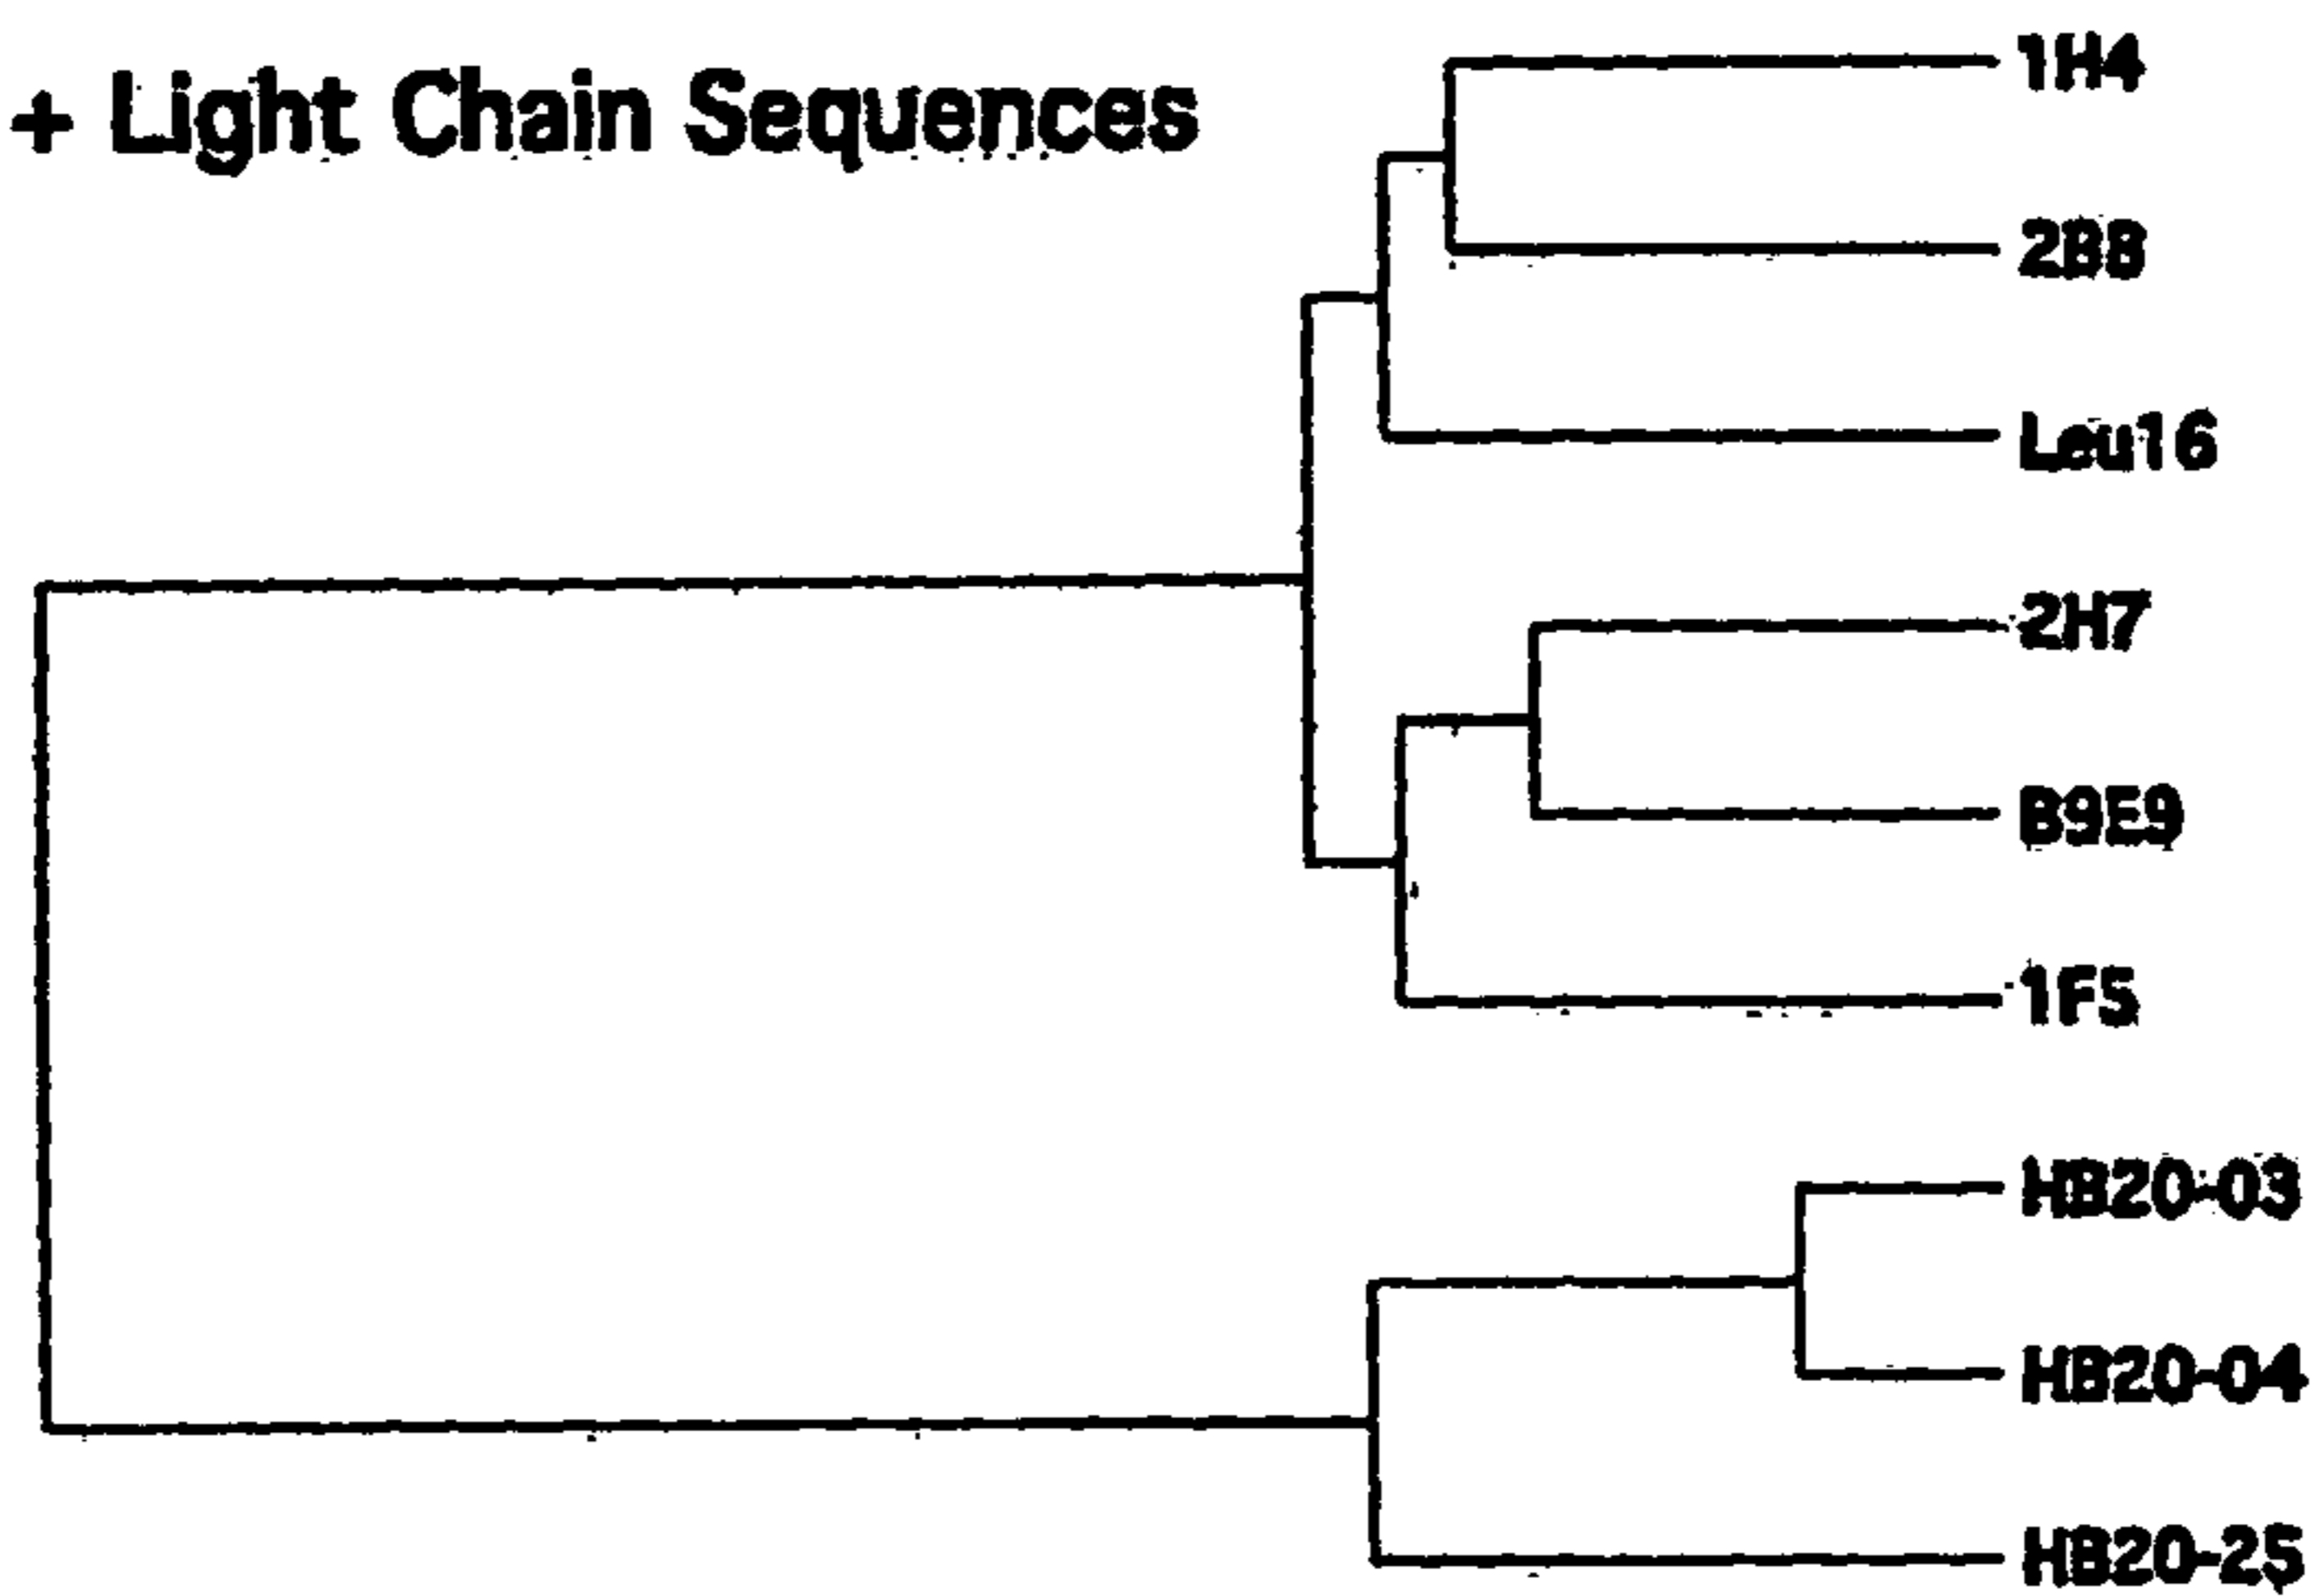 + Light Chain Sequences
1H4
2B8
Leu16
2H7
B9E9
1F5
HB20-03
HB20-04
HB20-25